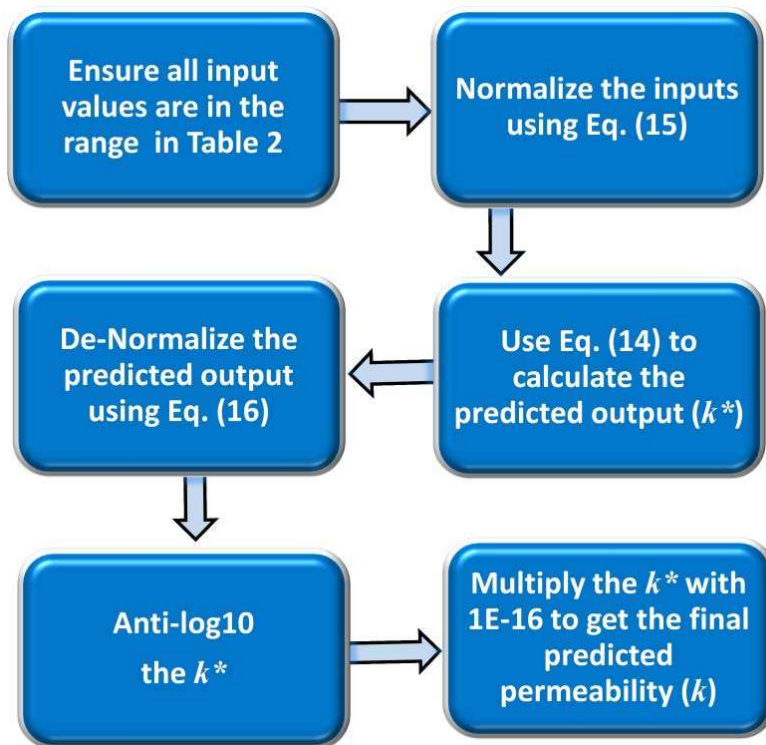 Ensure all input
values are in the
range in Table 2
Normalize the inputs
using Eq. (15)
Use Eq. (14) to
calculate the
predicted output (k*)
De-Normalize the
predicted output
using Eq. (16)
Anti-log10
the k*
Multiply the k* with
1E-16 to get the final
predicted
permeability (k)